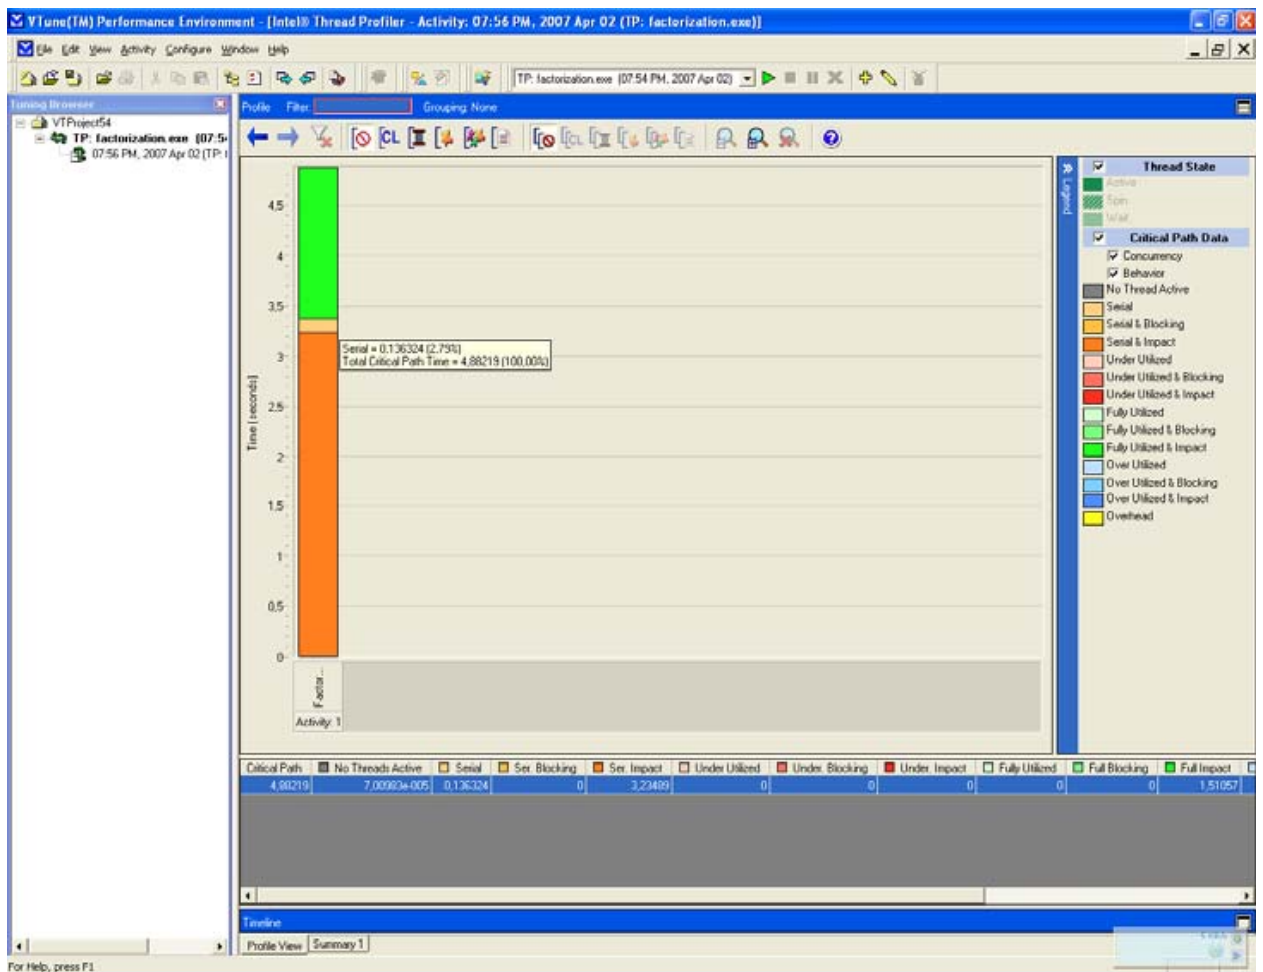 VTune(TM) Performance Environment - [Intel® Thread Profiler - Activity: 07:56 PM, 2007 Apr 02 (TP: factorization.exe)]
File Edit View Activity Configure Window Help
TP: factorization.exe (07:54 PM, 2007 Apr 02)
Tuning Browser
VTProject54
TP: factorization.exe (07:5
07:56 PM, 2007 Apr 02 (TP: f
Profile Filter: Grouping: None
CL
CL
4,5
4
3,5
3
2,5
2
1,5
1
0,5
0
Time [seconds]
Serial = 0,136324 (2,79%)
Total Critical Path Time = 4,88219 (100,00%)
Factor...
Activity: 1
Legend
Thread State
Active
Spin
Wait
Critical Path Data
Concurrency
Behavior
No Thread Active
Serial
Serial & Blocking
Serial & Impact
Under Utilized
Under Utilized & Blocking
Under Utilized & Impact
Fully Utilized
Fully Utilized & Blocking
Fully Utilized & Impact
Over Utilized
Over Utilized & Blocking
Over Utilized & Impact
Overhead
Critical Path No Threads Active Serial Ser. Blocking Ser. Impact Under Utilized Under. Blocking Under. Impact Fully Utilized Full Blocking Full Impact
4,88219 7,00983e-005 0,136324 0 3,23489 0 0 0 0 0 1,51057
Timeline
Profile View Summary 1
For Help, press F1